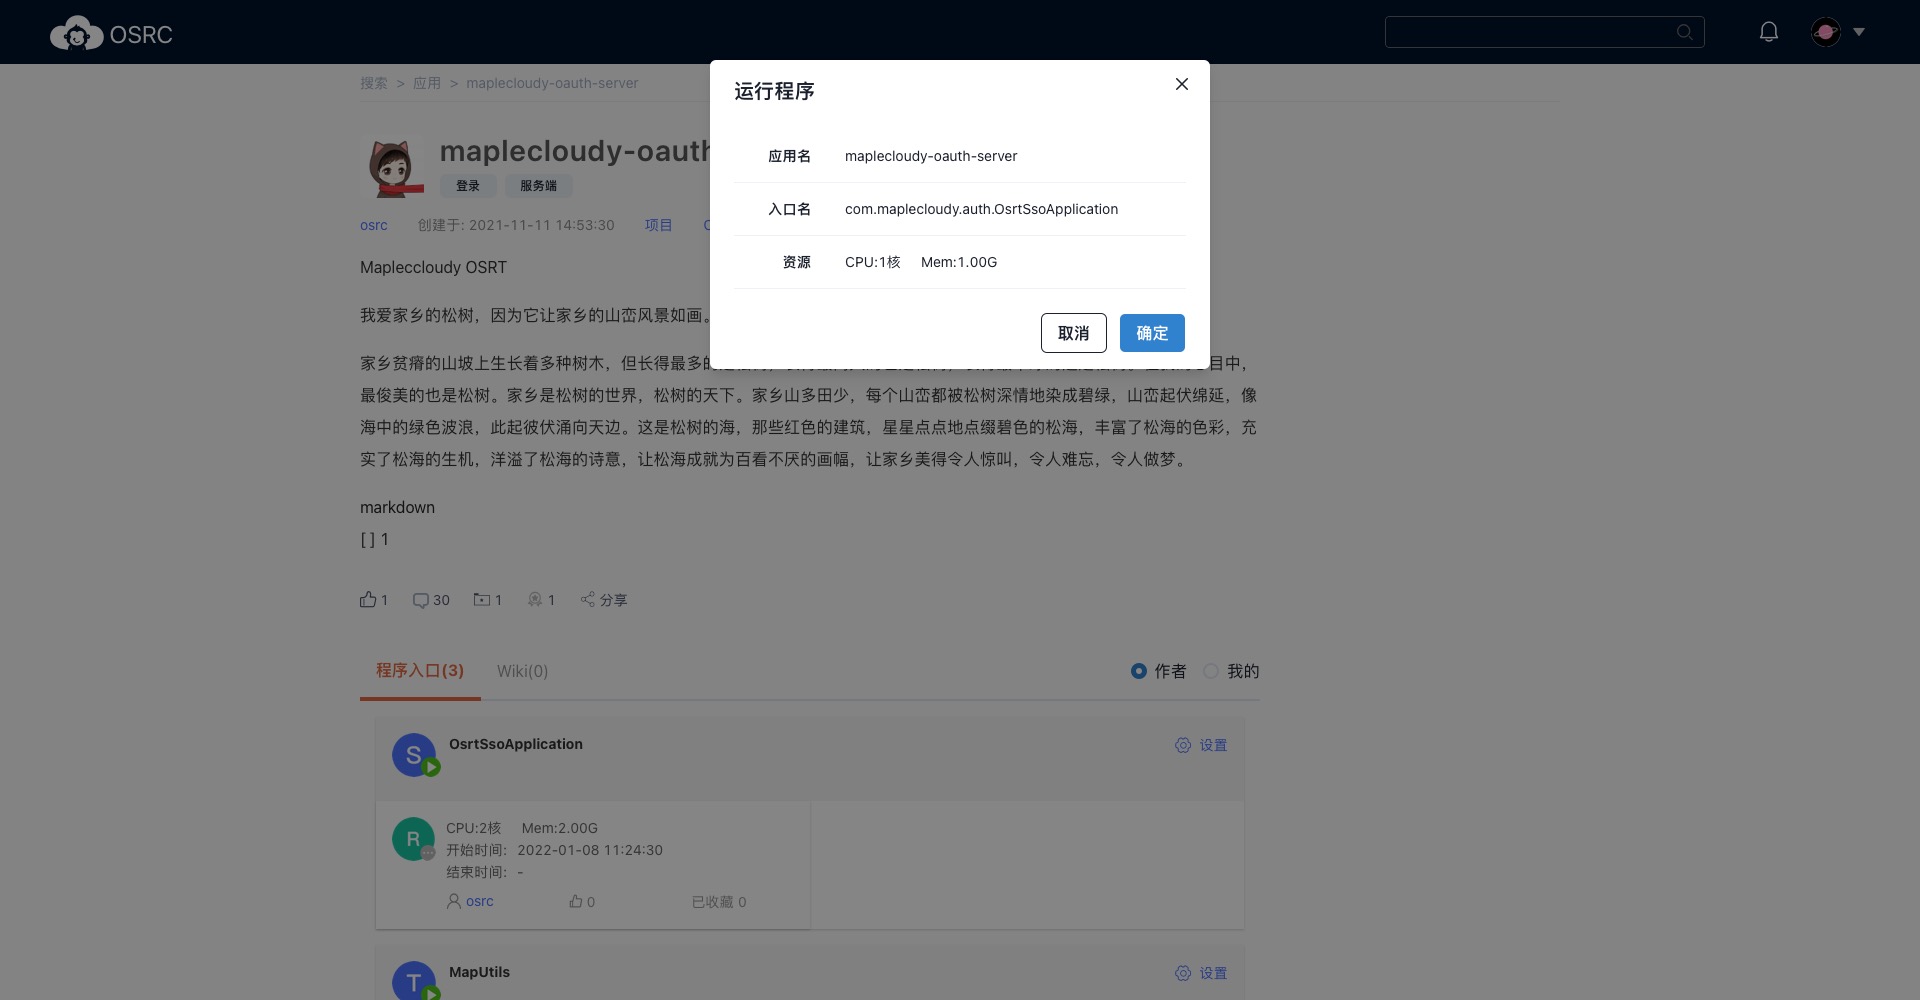 OSRC
搜索 > 应用 > maplecloudy-oauth-server
运行程序
应用名 maplecloudy-oauth-server
入口名 com.maplecloudy.auth.OsrtSsoApplication
资源 CPU:1核 Mem:1.00G
取消 确定
maplecloudy-oauth
登录 服务端
osrc 创建于: 2021-11-11 14:53:30 项目
Mapleccloudy OSRT
我爱家乡的松树，因为它让家乡的山峦风景如画。
家乡贫瘠的山坡上生长着多种树木，但长得最多的
目中，
最俊美的也是松树。家乡是松树的世界，松树的天下。家乡山多田少，每个山峦都被松树深情地染成碧绿，山峦起伏绵延，像
海中的绿色波浪，此起彼伏涌向天边。这是松树的海，那些红色的建筑，星星点点地点缀碧色的松海，丰富了松海的色彩，充
实了松海的生机，洋溢了松海的诗意，让松海成就为百看不厌的画幅，让家乡美得令人惊叫，令人难忘，令人做梦。
markdown
[ ] 1
1 30 1 1 分享
程序入口(3) Wiki(0) 作者 我的
S OsrtSsoApplication 设置
R CPU:2核 Mem:2.00G
开始时间: 2022-01-08 11:24:30
结束时间: -
osrc 0 已收藏 0
T MapUtils 设置